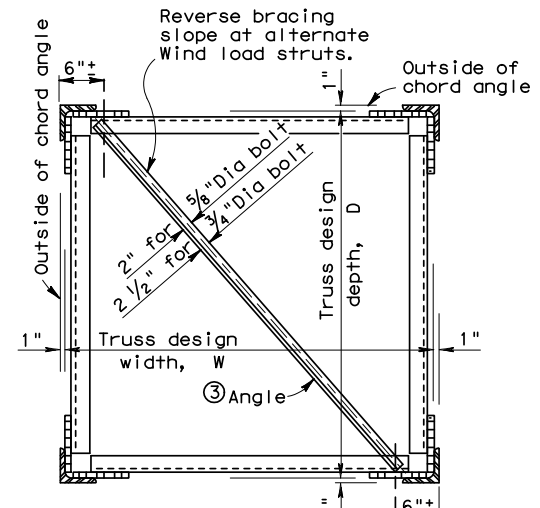 Reverse bracing
slope at alternate
Wind load struts.
6"±
1"
Outside of
chord angle
Outside of chord angle
5/8"Dia bolt
3/4"Dia bolt
2" for
2 1/2" for
Truss design
depth, D
1"
Truss design
width, W
1"
③ Angle
6"±